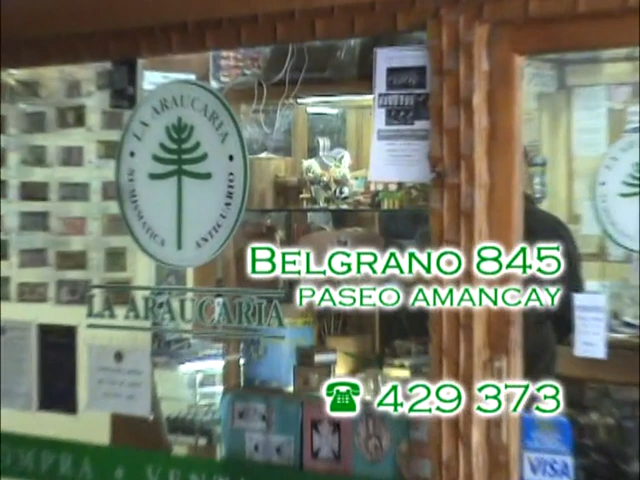 LA ARAUCARIA
NUMISMATICA
ANTICUARIO
LA ARAUCARIA
BELGRANO 845
PASEO AMANCAY
☎ 429 373
VISA